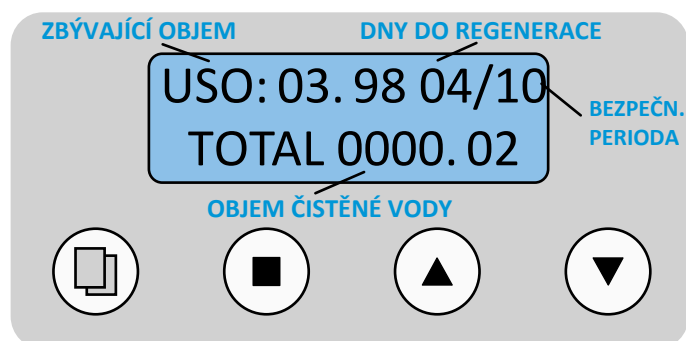 ZBÝVAJÍCÍ OBJEM
DNY DO REGENERACE
USO: 03. 98 04/10
BEZPEČN.
PERIODA
TOTAL 0000. 02
OBJEM ČISTĚNÉ VODY